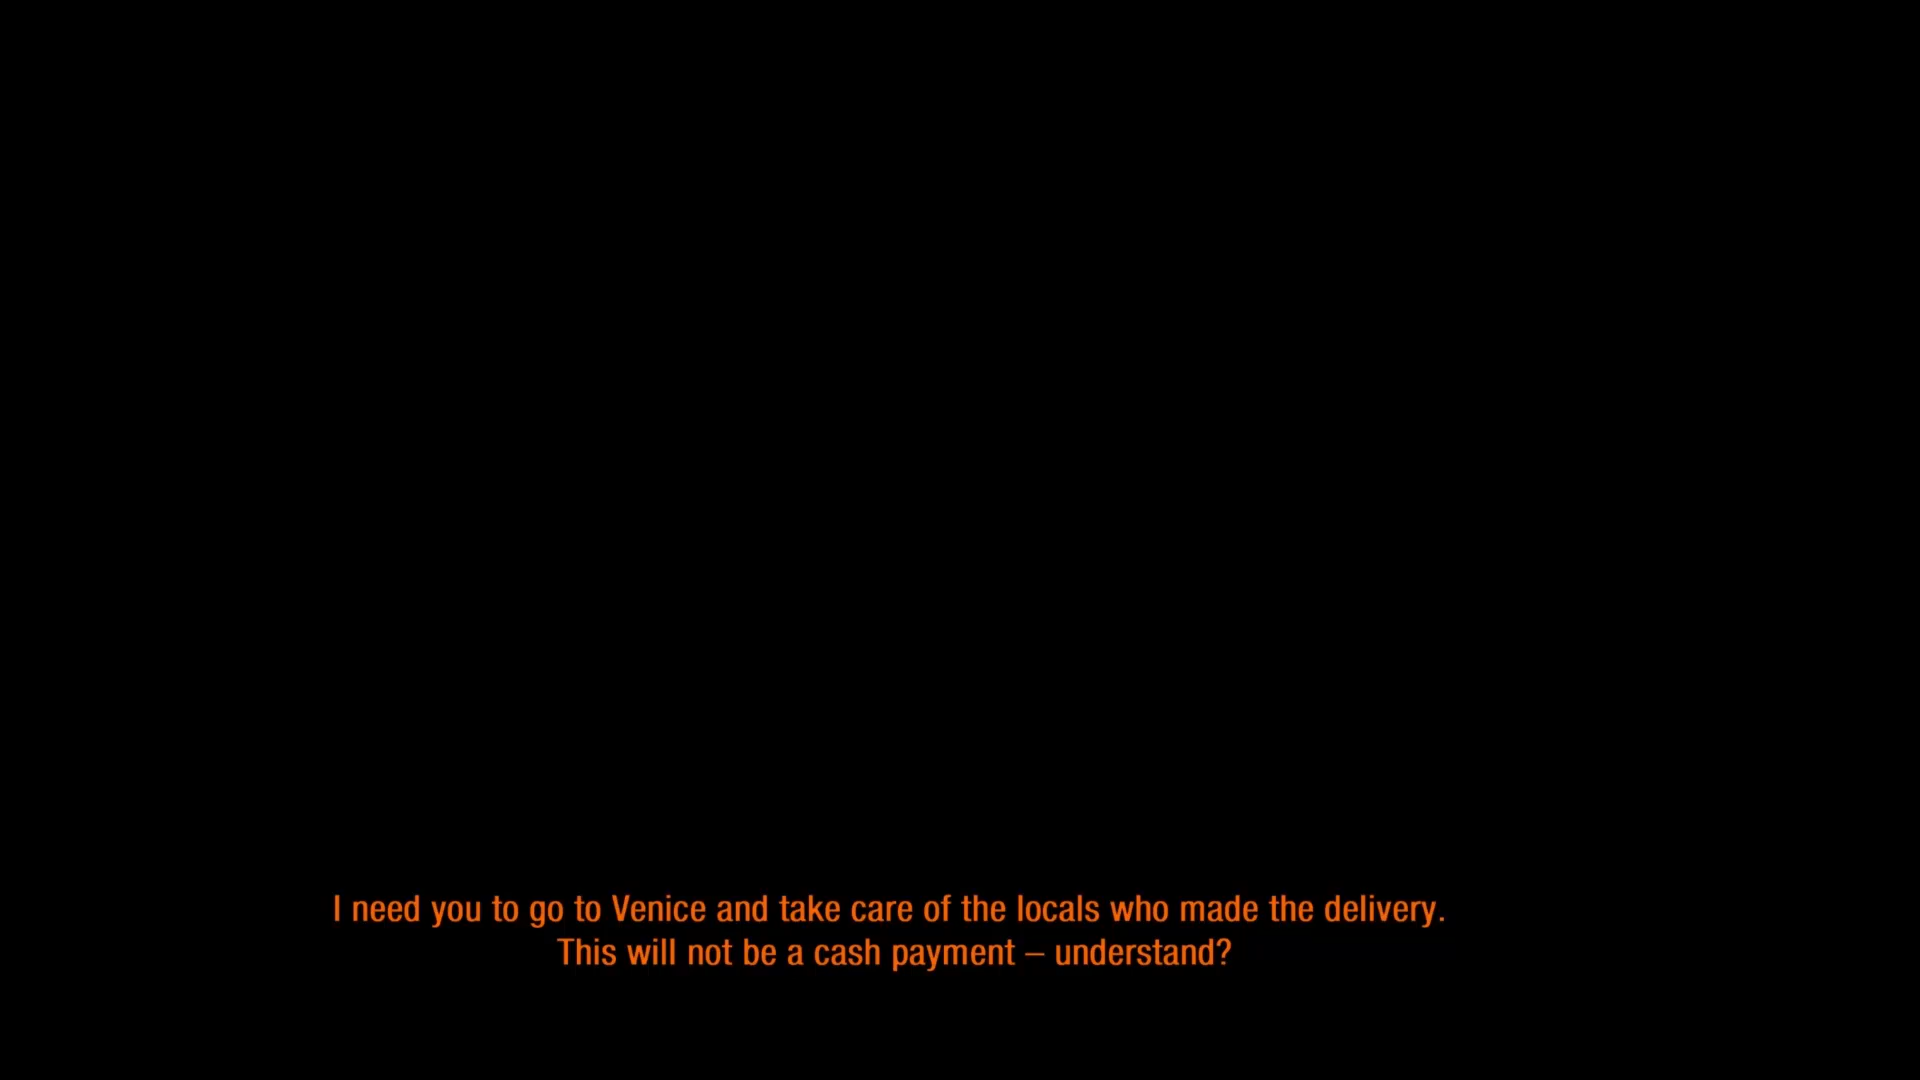 I need you to go to Venice and take care of the locals who made the delivery.
This will not be a cash payment – understand?